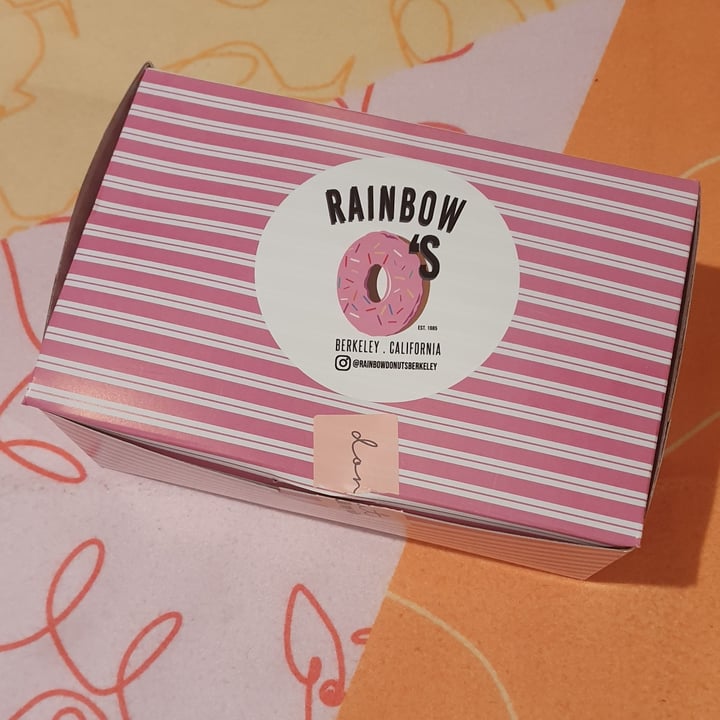 RAINBOW
'S
EST. 1985
BERKELEY . CALIFORNIA
@RAINBOWDONUTSBERKELEY